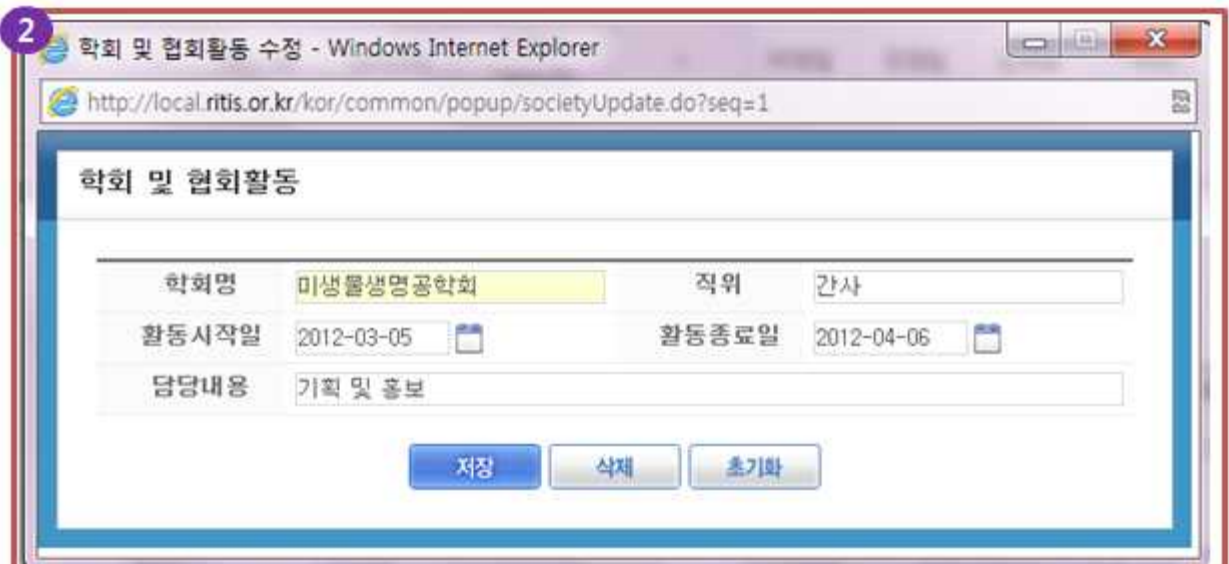 2
학회 및 협회활동 수정 - Windows Internet Explorer
http://local.ritis.or.kr/kor/common/popup/societyUpdate.do?seq=1
학회 및 협회활동
학회명 미생물생명공학회 직위 간사
활동시작일 2012-03-05 활동종료일 2012-04-06
담당내용 기획 및 홍보
저장 삭제 초기화